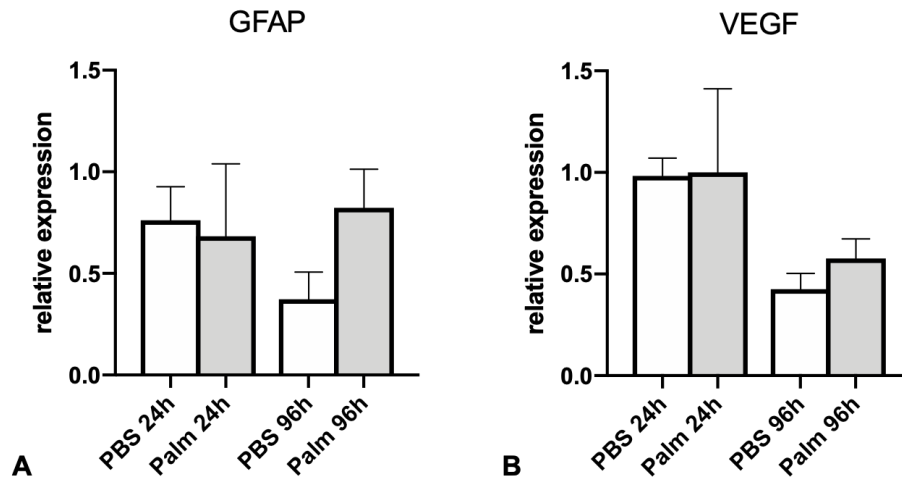 GFAP
relative expression
1.5
1.0
0.5
0.0
PBS 24h
Palm 24h
PBS 96h
Palm 96h
A
VEGF
relative expression
1.5
1.0
0.5
0.0
PBS 24h
Palm 24h
PBS 96h
Palm 96h
B